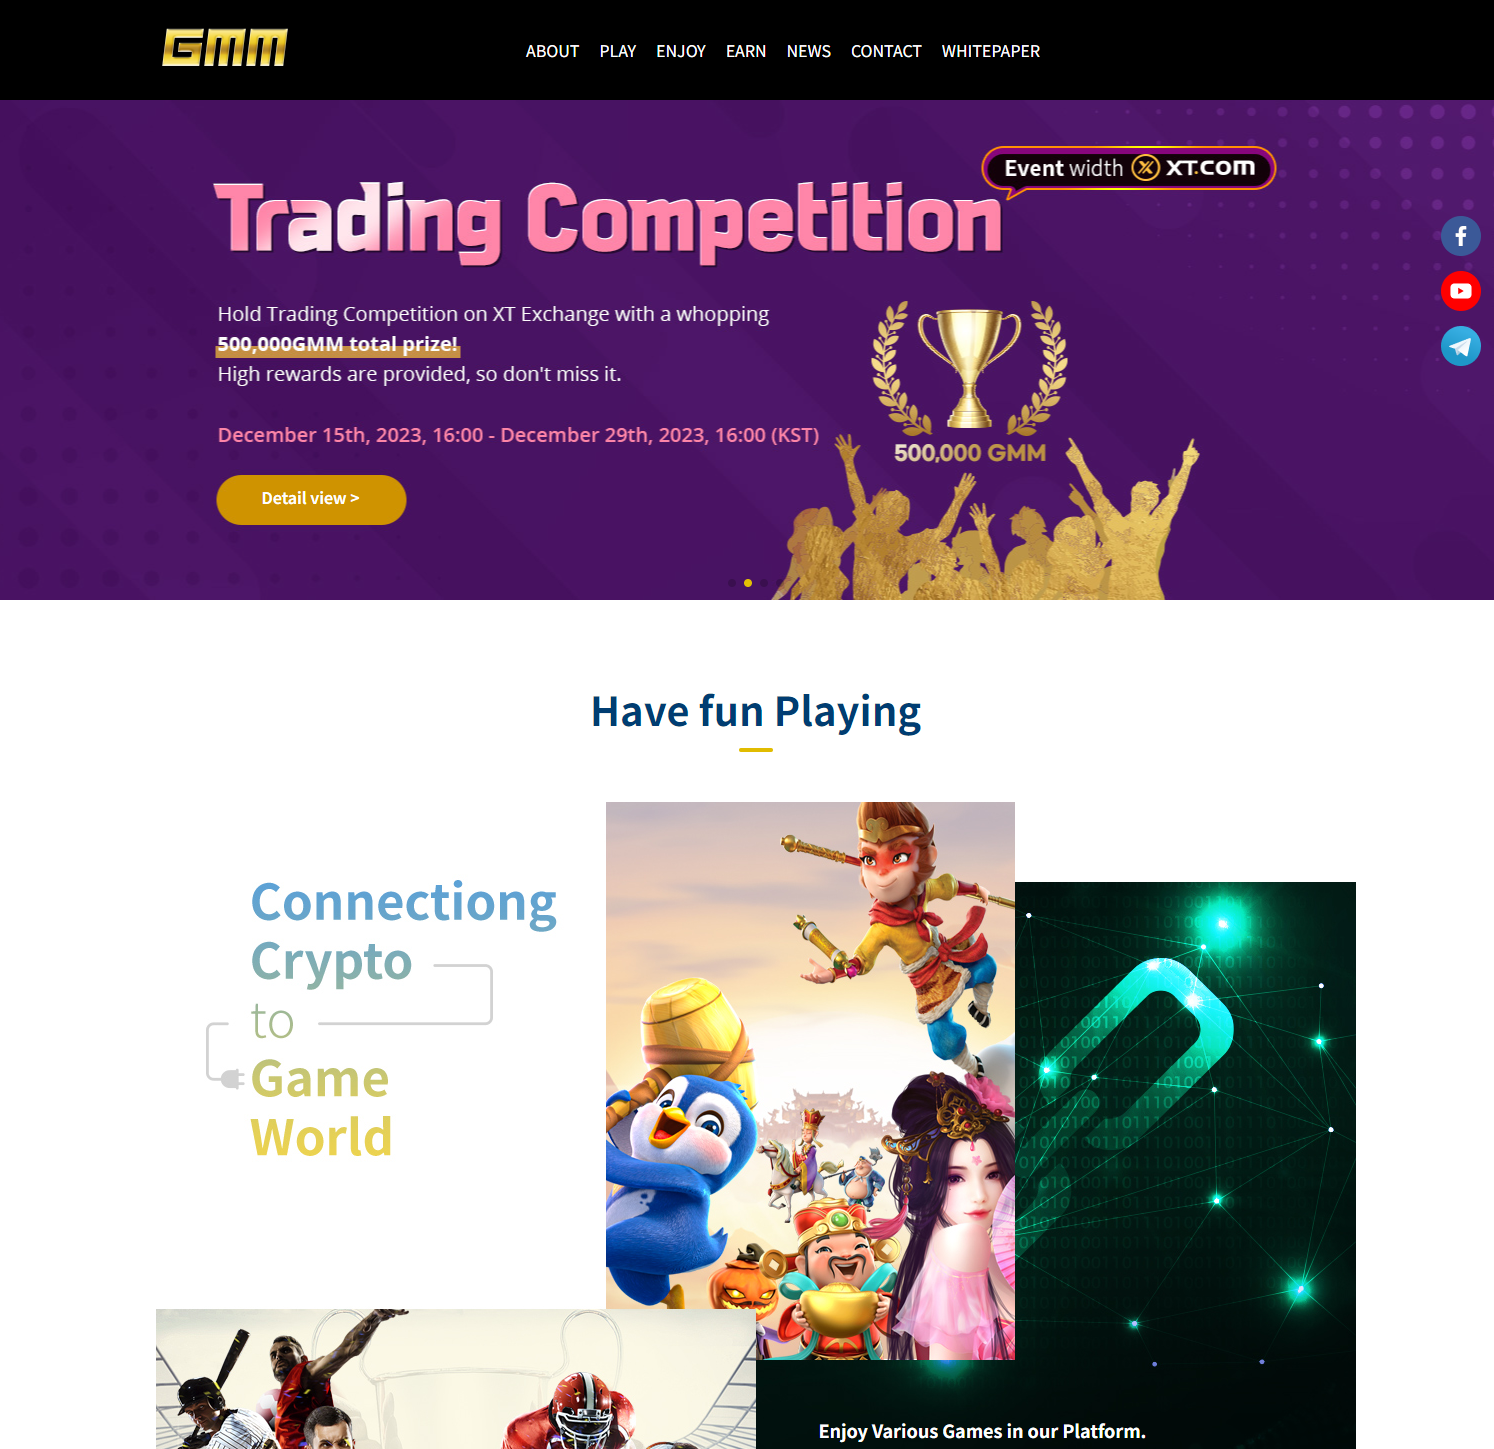 GMM
ABOUT PLAY ENJOY EARN NEWS CONTACT WHITEPAPER
Event width XT.COM
Trading Competition
Hold Trading Competition on XT Exchange with a whopping
500,000GMM total prize!
High rewards are provided, so don't miss it.
December 15th, 2023, 16:00 - December 29th, 2023, 16:00 (KST)
500,000 GMM
Detail view >
Have fun Playing
Connectiong
Crypto
to
Game
World
Enjoy Various Games in our Platform.